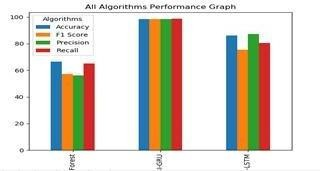 All Algorithms Performance Graph
Algorithms
Accuracy
F1 Score
Precision
Recall
100
80
60
40
20
0
Forest
-GRU
-LSTM